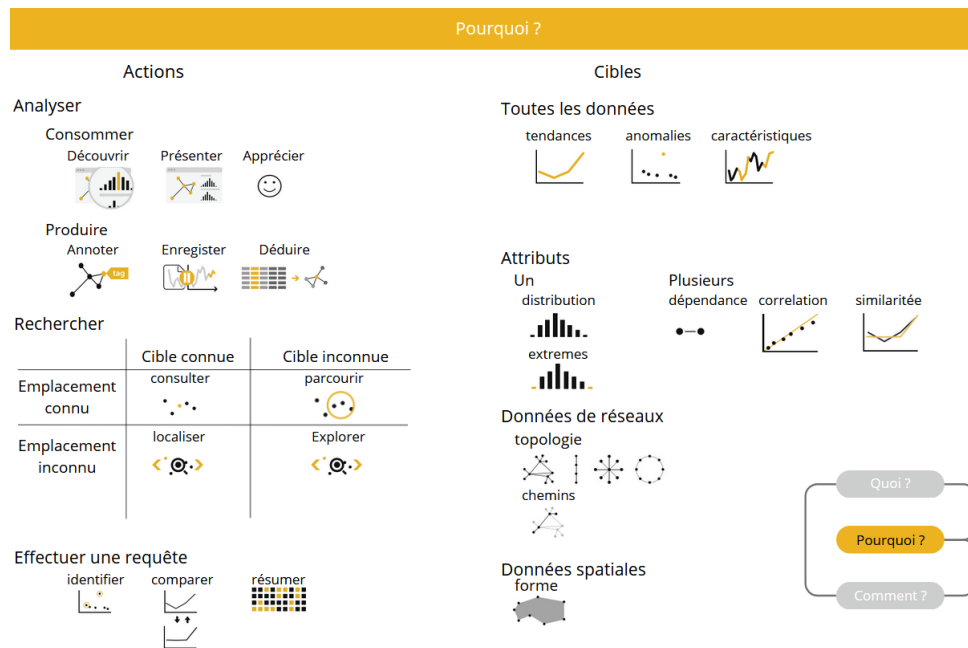 Pourquoi ?
Actions
Analyser
Consommer
Découvrir Présenter Apprécier
Produire
Annoter Enregister Déduire
tag
Rechercher
Cible connue Cible inconnue
Emplacement connu consulter parcourir
Emplacement inconnu localiser Explorer
Effectuer une requête
identifier comparer résumer
Cibles
Toutes les données
tendances anomalies caractéristiques
Attributs
Un Plusieurs
distribution dépendance correlation similaritée
extremes
Données de réseaux
topologie
chemins
Données spatiales
forme
Quoi ?
Pourquoi ?
Comment ?